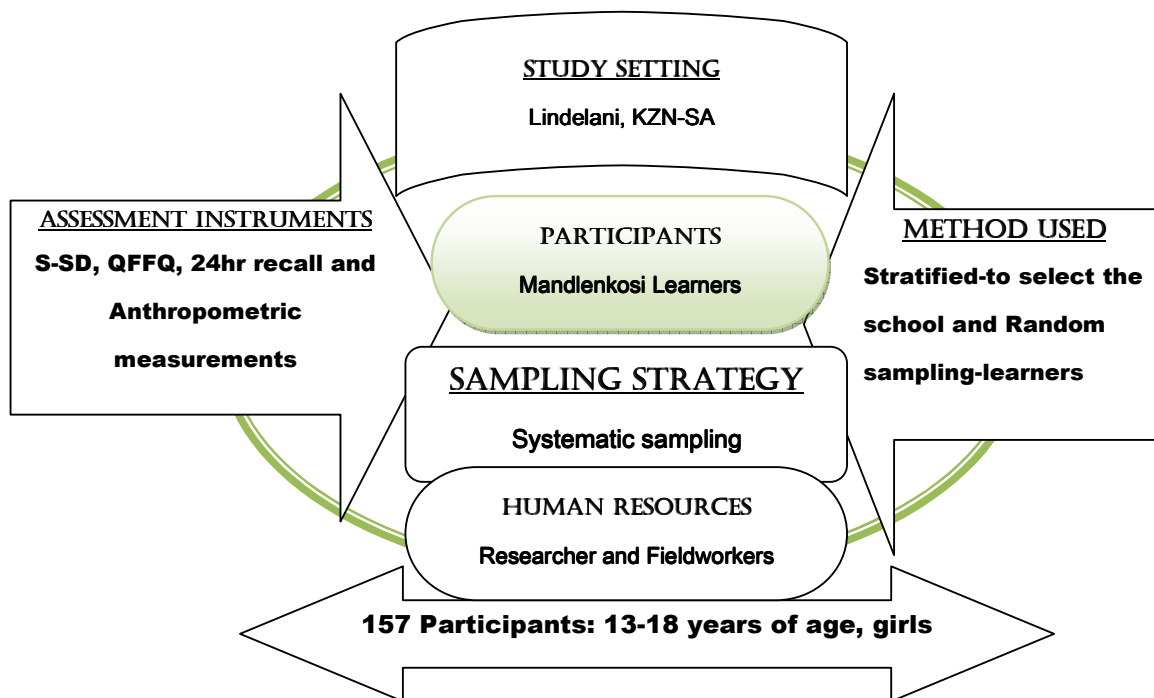 STUDY SETTING
Lindelani, KZN-SA
ASSESSMENT INSTRUMENTS
S-SD, QFFQ, 24hr recall and
Anthropometric
measurements
PARTICIPANTS
Mandlenkosi Learners
METHOD USED
Stratified-to select the
school and Random
sampling-learners
SAMPLING STRATEGY
Systematic sampling
HUMAN RESOURCES
Researcher and Fieldworkers
157 Participants: 13-18 years of age, girls